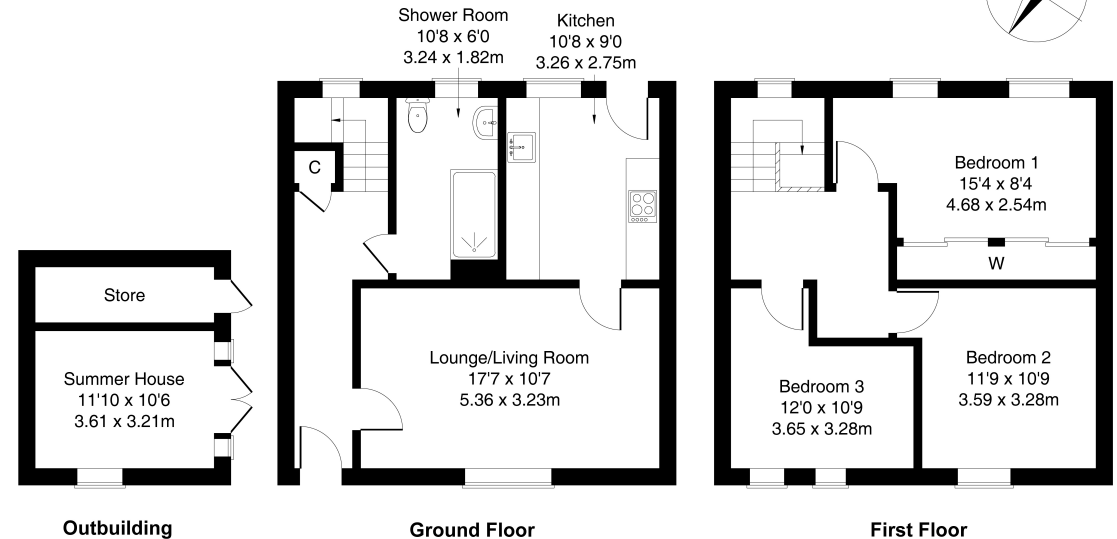 Shower Room
10'8 x 6'0
3.24 x 1.82m
Kitchen
10'8 x 9'0
3.26 x 2.75m
C
Bedroom 1
15'4 x 8'4
4.68 x 2.54m
W
Store
Summer House
11'10 x 10'6
3.61 x 3.21m
Lounge/Living Room
17'7 x 10'7
5.36 x 3.23m
Bedroom 3
12'0 x 10'9
3.65 x 3.28m
Bedroom 2
11'9 x 10'9
3.59 x 3.28m
Outbuilding
Ground Floor
First Floor